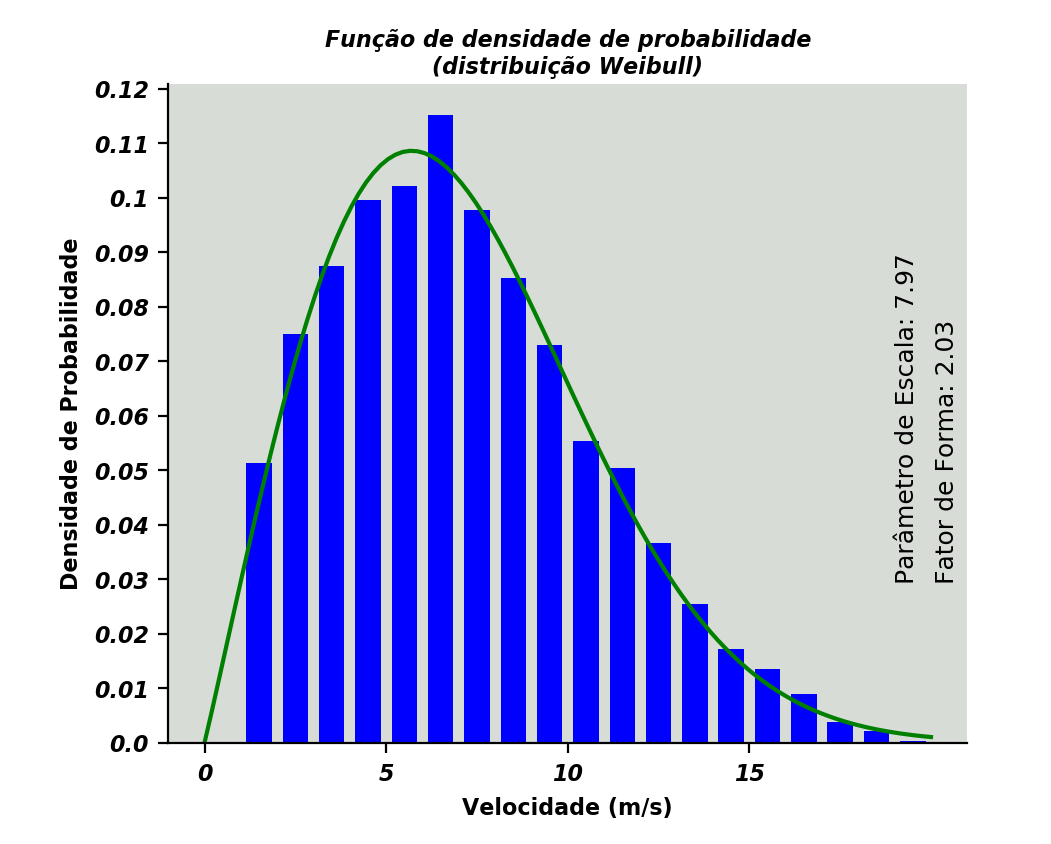 Função de densidade de probabilidade
(distribuição Weibull)
0.12
0.11
0.1
0.09
0.08
0.07
0.06
0.05
0.04
0.03
0.02
0.01
0.0
Densidade de Probabilidade
Parâmetro de Escala: 7.97
Fator de Forma: 2.03
0 5 10 15
Velocidade (m/s)